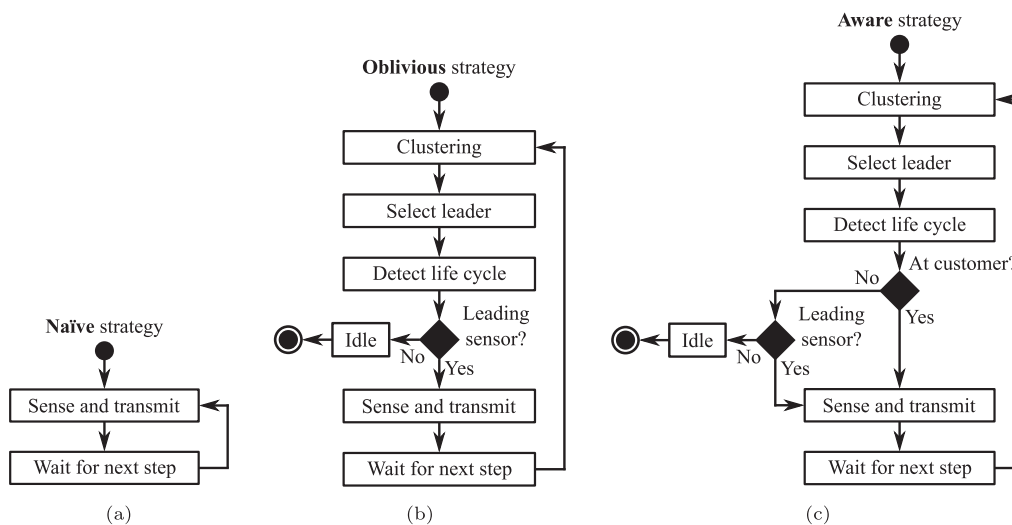 Naïve strategy
Sense and transmit
Wait for next step
(a)
Oblivious strategy
Clustering
Select leader
Detect life cycle
Leading
sensor?
Idle
No
Yes
Sense and transmit
Wait for next step
(b)
Aware strategy
Clustering
Select leader
Detect life cycle
At customer?
No
Yes
Leading
sensor?
Idle
No
Yes
Sense and transmit
Wait for next step
(c)